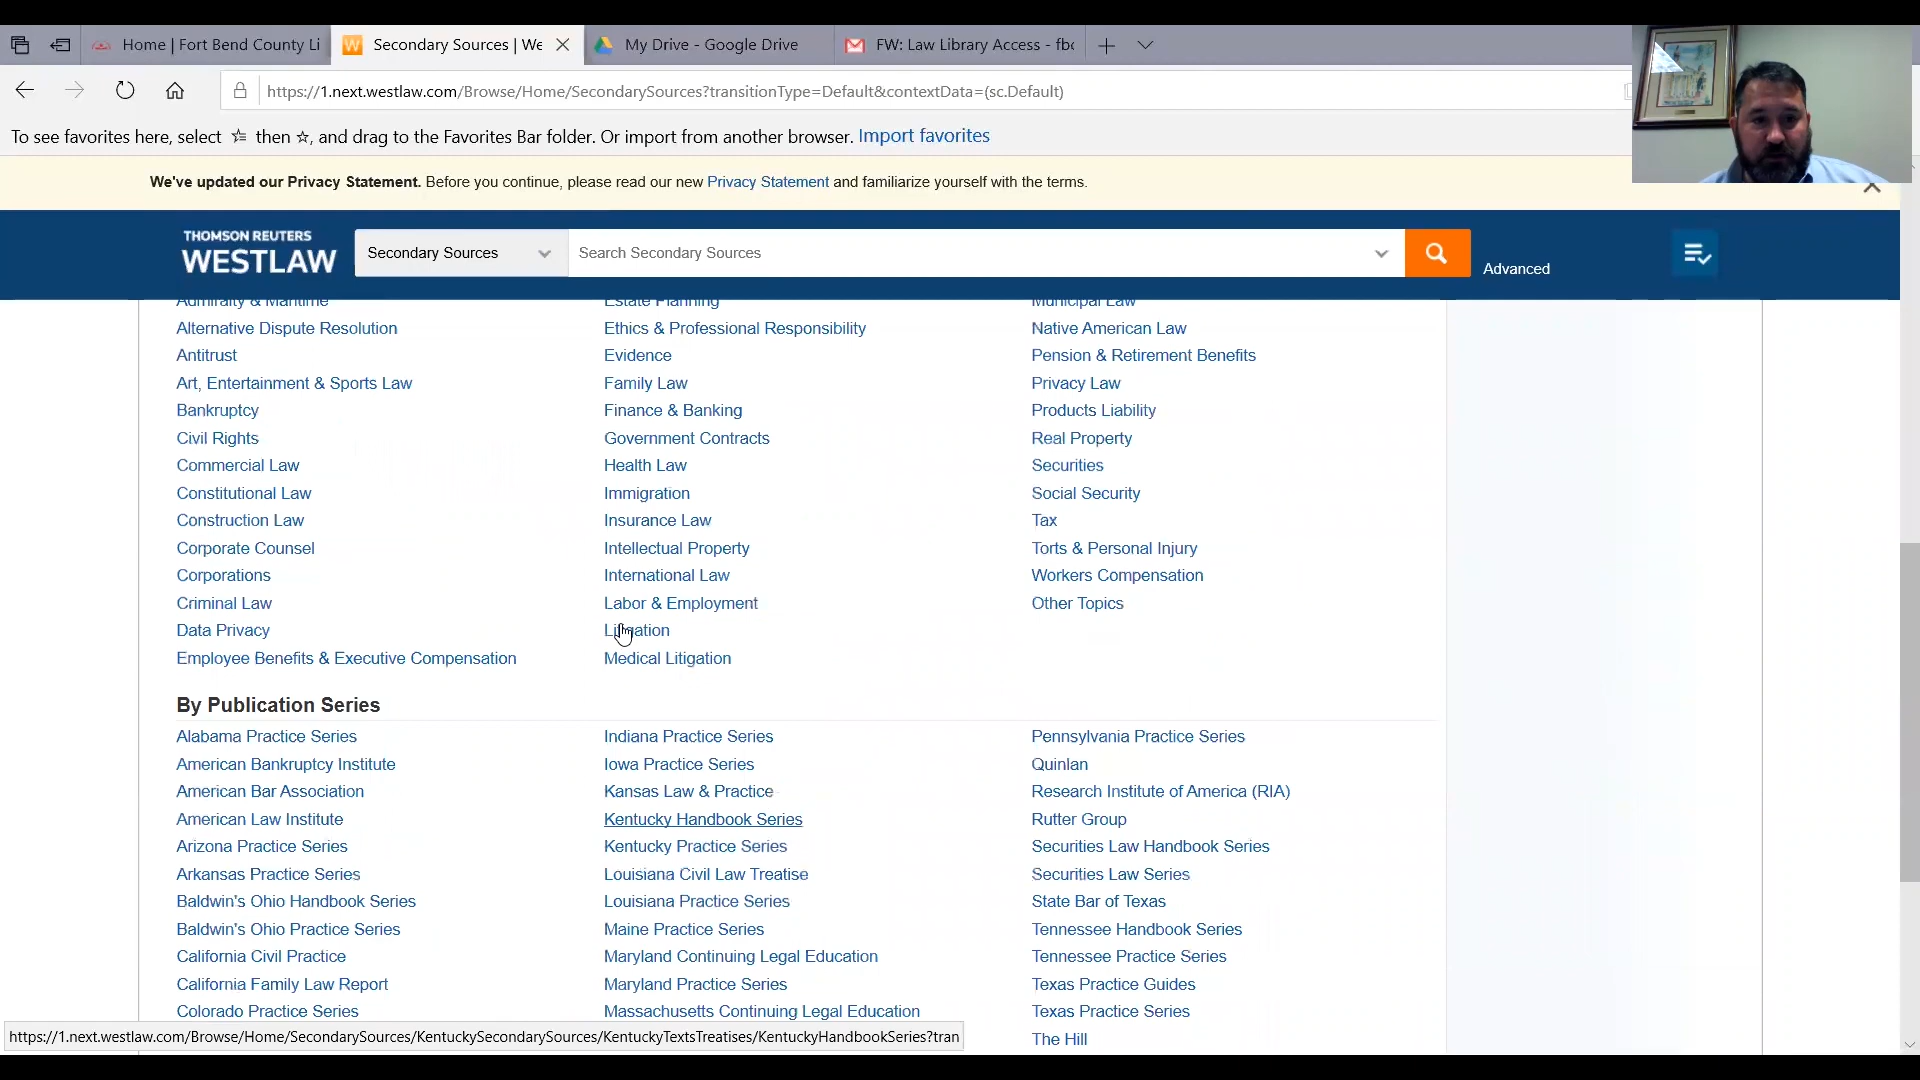 Home | Fort Bend County Li
Secondary Sources | We
My Drive - Google Drive
FW: Law Library Access - fbc
https://1.next.westlaw.com/Browse/Home/SecondarySources?transitionType=Default&contextData=(sc.Default)
To see favorites here, select then ☆, and drag to the Favorites Bar folder. Or import from another browser. Import favorites
We've updated our Privacy Statement. Before you continue, please read our new Privacy Statement and familiarize yourself with the terms.
THOMSON REUTERS
WESTLAW
Secondary Sources
Search Secondary Sources
Advanced
Admiralty & Maritime
Alternative Dispute Resolution
Antitrust
Art, Entertainment & Sports Law
Bankruptcy
Civil Rights
Commercial Law
Constitutional Law
Construction Law
Corporate Counsel
Corporations
Criminal Law
Data Privacy
Employee Benefits & Executive Compensation
Estate Planning
Ethics & Professional Responsibility
Evidence
Family Law
Finance & Banking
Government Contracts
Health Law
Immigration
Insurance Law
Intellectual Property
International Law
Labor & Employment
Litigation
Medical Litigation
Municipal Law
Native American Law
Pension & Retirement Benefits
Privacy Law
Products Liability
Real Property
Securities
Social Security
Tax
Torts & Personal Injury
Workers Compensation
Other Topics
By Publication Series
Alabama Practice Series
American Bankruptcy Institute
American Bar Association
American Law Institute
Arizona Practice Series
Arkansas Practice Series
Baldwin's Ohio Handbook Series
Baldwin's Ohio Practice Series
California Civil Practice
California Family Law Report
Colorado Practice Series
Indiana Practice Series
Iowa Practice Series
Kansas Law & Practice
Kentucky Handbook Series
Kentucky Practice Series
Louisiana Civil Law Treatise
Louisiana Practice Series
Maine Practice Series
Maryland Continuing Legal Education
Maryland Practice Series
Massachusetts Continuing Legal Education
Pennsylvania Practice Series
Quinlan
Research Institute of America (RIA)
Rutter Group
Securities Law Handbook Series
Securities Law Series
State Bar of Texas
Tennessee Handbook Series
Tennessee Practice Series
Texas Practice Guides
Texas Practice Series
The Hill
https://1.next.westlaw.com/Browse/Home/SecondarySources/KentuckySecondarySources/KentuckyTextsTreatises/KentuckyHandbookSeries?tran